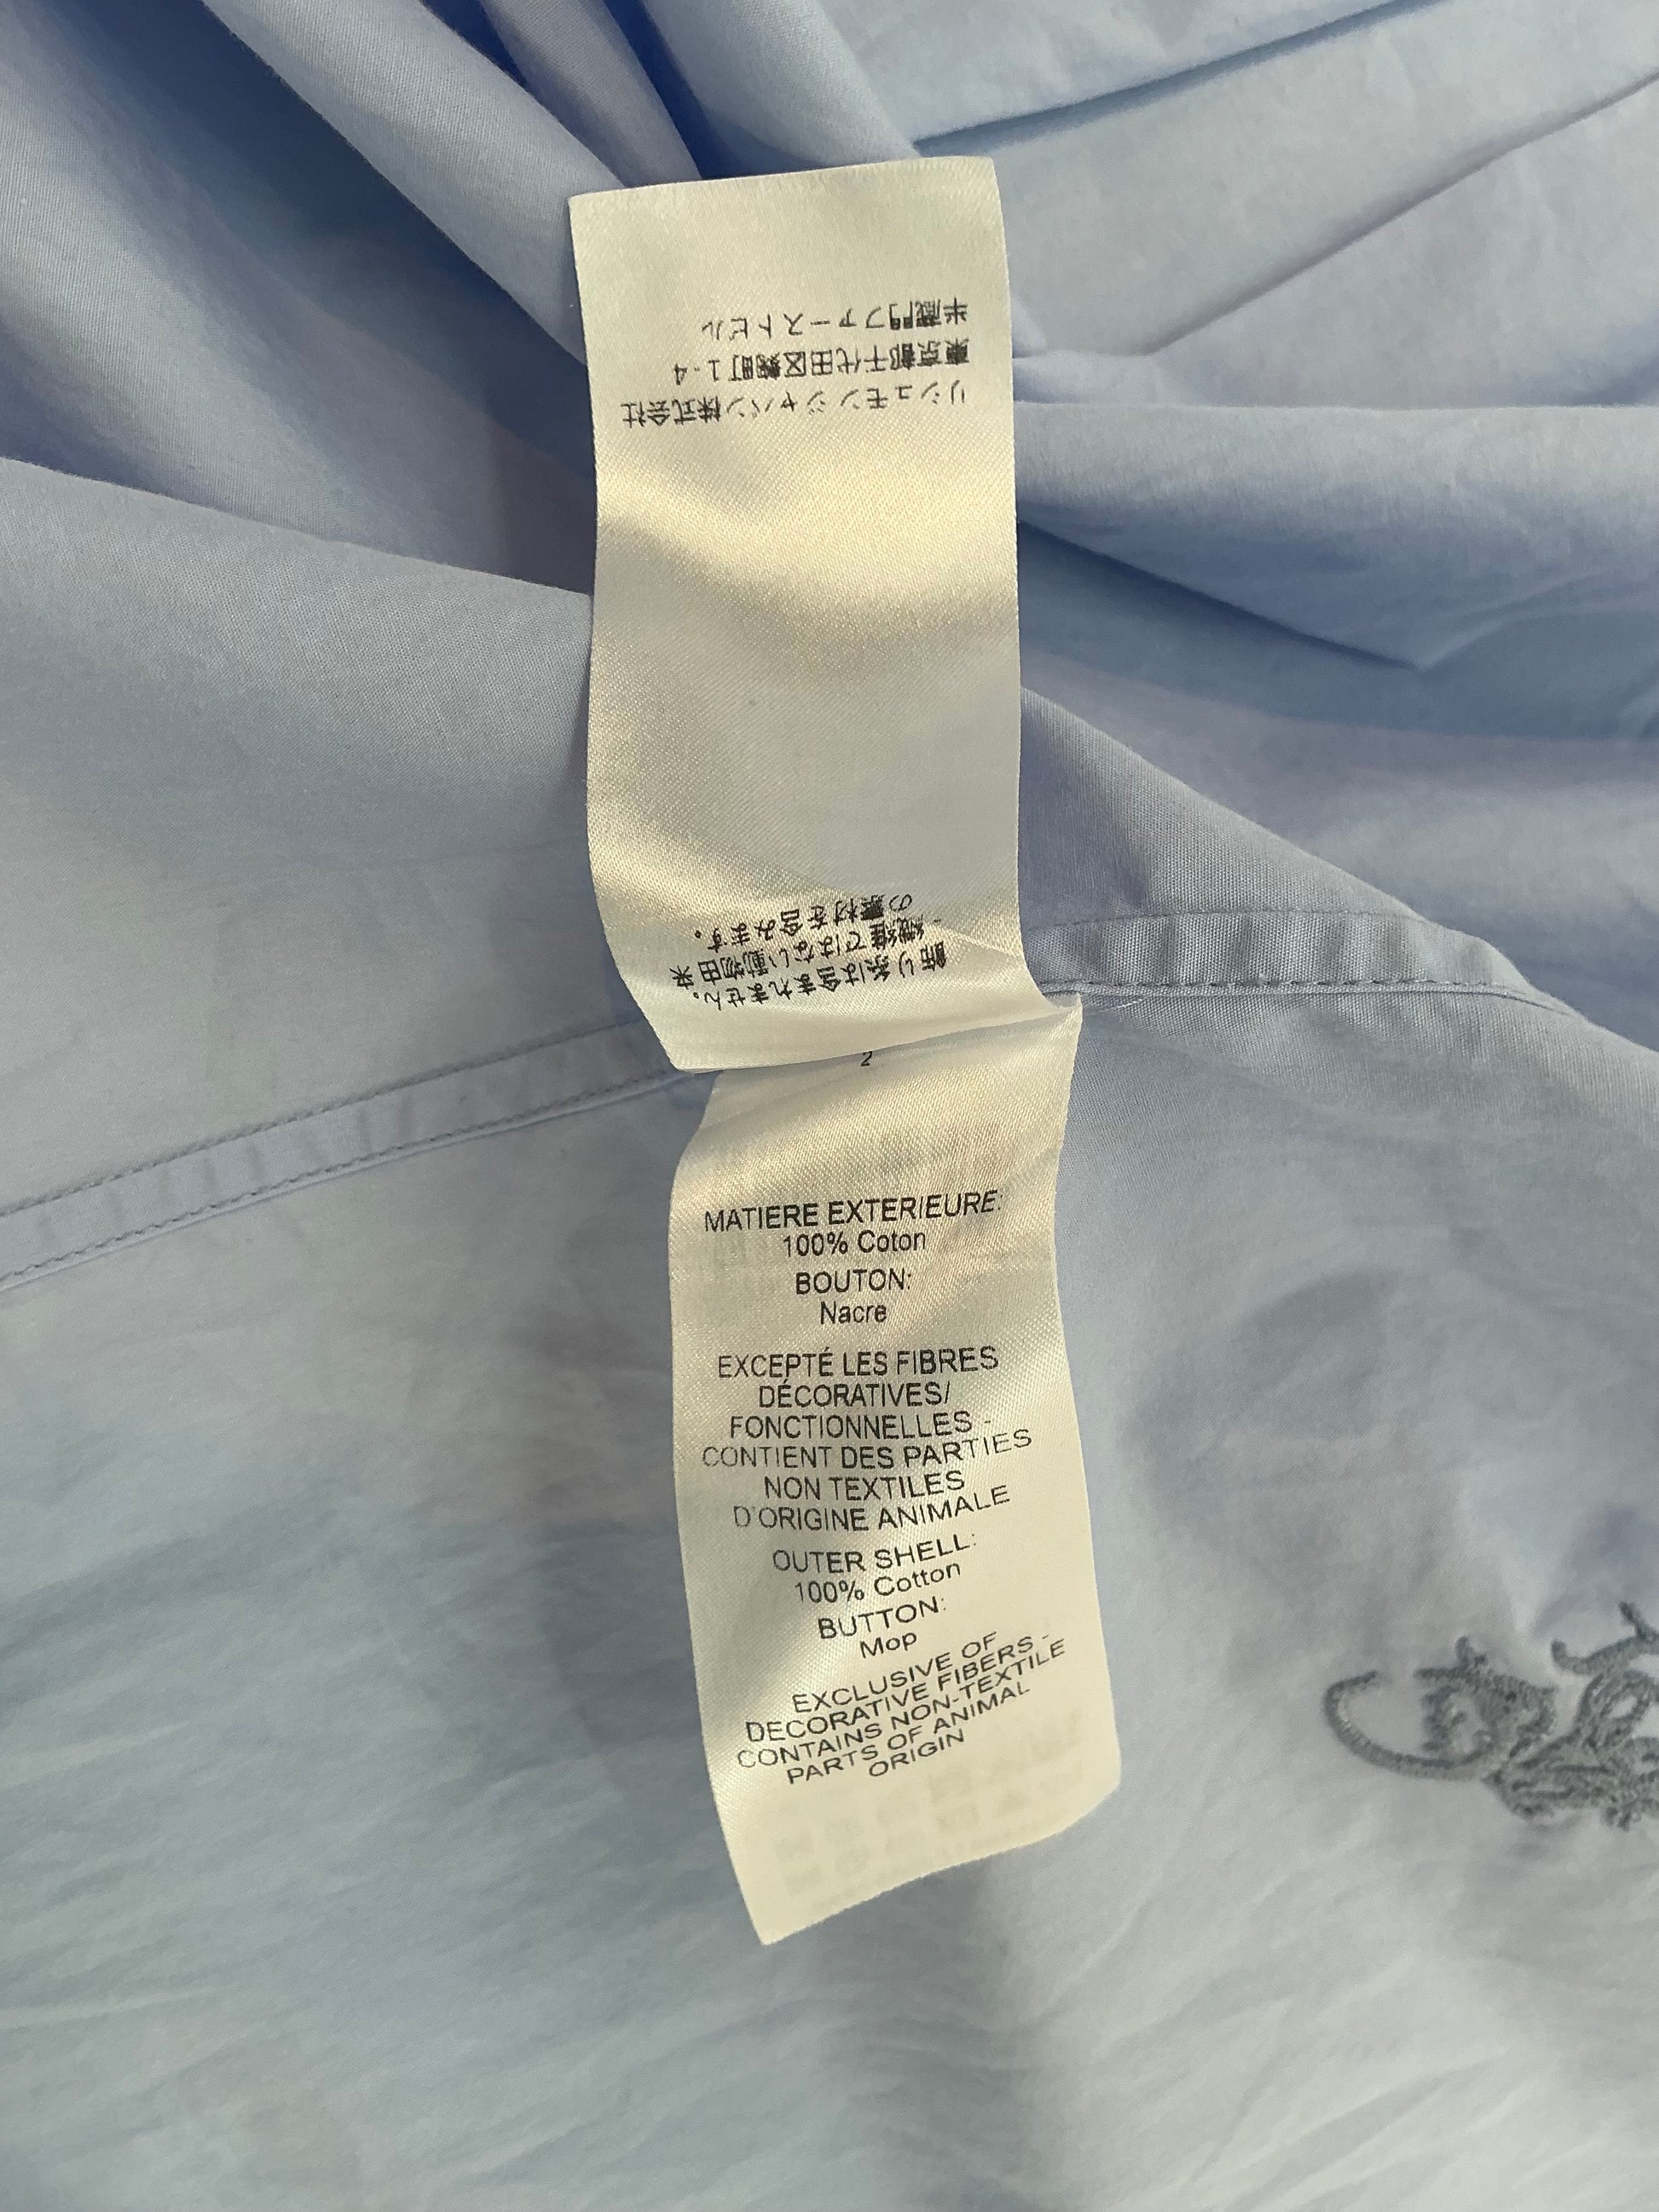 リシュモン ジャパン株式会社
東京都千代田区麹町1-4
半蔵門ファーストビル
飾り糸は含まれません。
- 繊維ではない動物由来
の素材を含みます。
2
MATIERE EXTERIEURE:
100% Coton
BOUTON:
Nacre
EXCEPTÉ LES FIBRES
DÉCORATIVES/
FONCTIONNELLES -
CONTIENT DES PARTIES
NON TEXTILES
D'ORIGINE ANIMALE
OUTER SHELL:
100% Cotton
BUTTON:
Mop
EXCLUSIVE OF
DECORATIVE FIBERS -
CONTAINS NON-TEXTILE
PARTS OF ANIMAL
ORIGIN